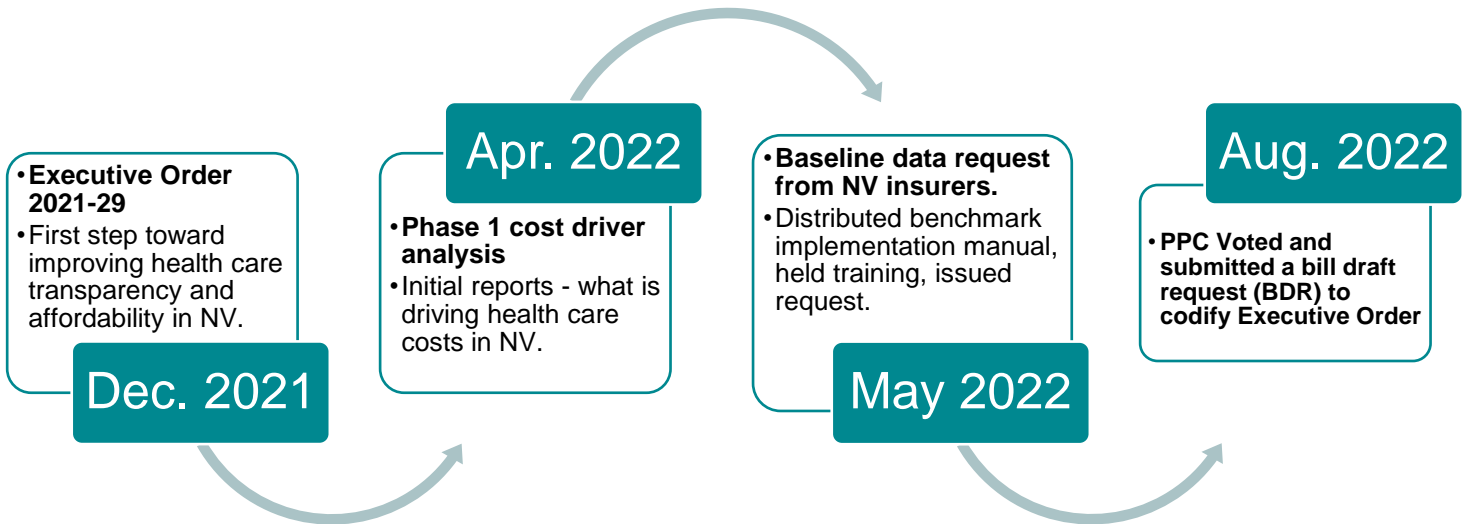 •Executive Order
2021-29
•First step toward
improving health care
transparency and
affordability in NV.
Dec. 2021
Apr. 2022
•Phase 1 cost driver
analysis
•Initial reports - what is
driving health care
costs in NV.
•Baseline data request
from NV insurers.
•Distributed benchmark
implementation manual,
held training, issued
request.
May 2022
Aug. 2022
•PPC Voted and
submitted a bill draft
request (BDR) to
codify Executive Order